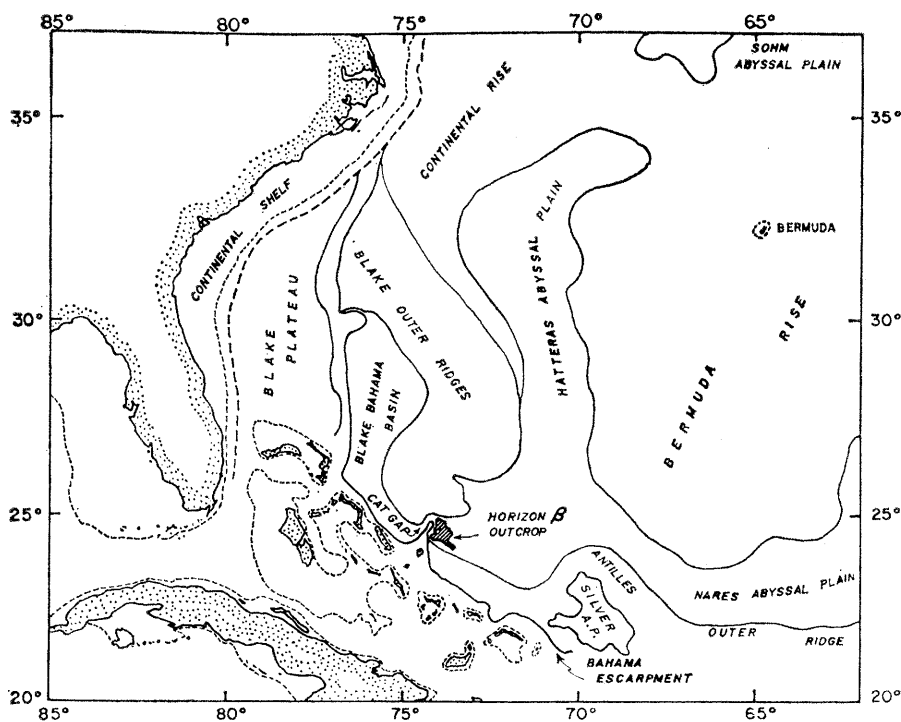 85° 80° 75° 70° 65°
SOHM
ABYSSAL PLAIN
35° 35°
CONTINENTAL RISE
CONTINENTAL SHELF
HATTERAS ABYSSAL PLAIN
BERMUDA
BLAKE OUTER RIDGES
BLAKE
PLATEAU
30° 30°
BERMUDA RISE
BLAKE BAHAMA
BASIN
25° 25°
CAT GAP
HORIZON β
OUTCROP
ANTILLES
OUTER
RIDGE
NARES ABYSSAL PLAIN
SILVER
A.P.
BAHAMA
ESCARPMENT
20° 20°
85° 80° 75° 70° 65°